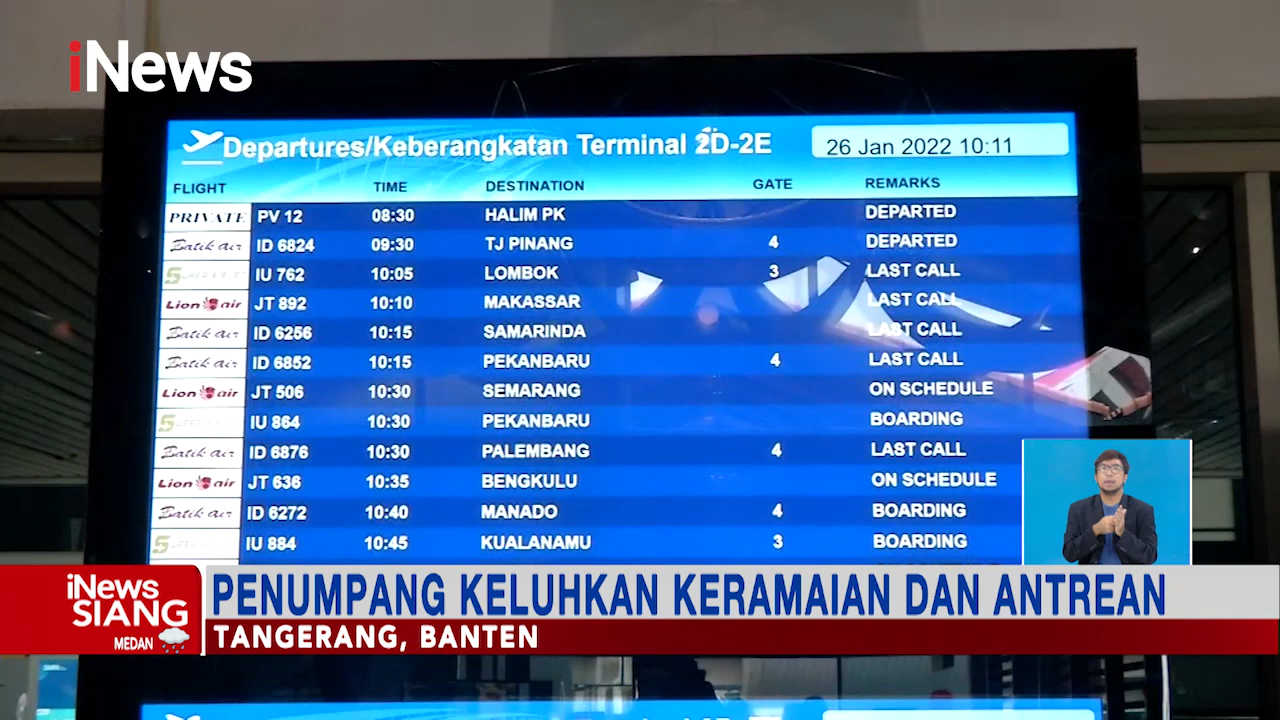 iNews
Departures/Keberangkatan Terminal 2D-2E 26 Jan 2022 10:11
FLIGHT TIME DESTINATION GATE REMARKS
PRIVATE PV 12 08:30 HALIM PK DEPARTED
Batik air ID 6824 09:30 TJ PINANG 4 DEPARTED
IU 762 10:05 LOMBOK 3 LAST CALL
Lion air JT 892 10:10 MAKASSAR LAST CALL
Batik air ID 6256 10:15 SAMARINDA LAST CALL
Batik air ID 6852 10:15 PEKANBARU 4 LAST CALL
Lion air JT 506 10:30 SEMARANG ON SCHEDULE
IU 864 10:30 PEKANBARU BOARDING
Batik air ID 6876 10:30 PALEMBANG 4 LAST CALL
Lion air JT 636 10:35 BENGKULU ON SCHEDULE
Batik air ID 6272 10:40 MANADO 4 BOARDING
IU 884 10:45 KUALANAMU 3 BOARDING
iNews
SIANG
MEDAN
PENUMPANG KELUHKAN KERAMAIAN DAN ANTREAN
TANGERANG, BANTEN